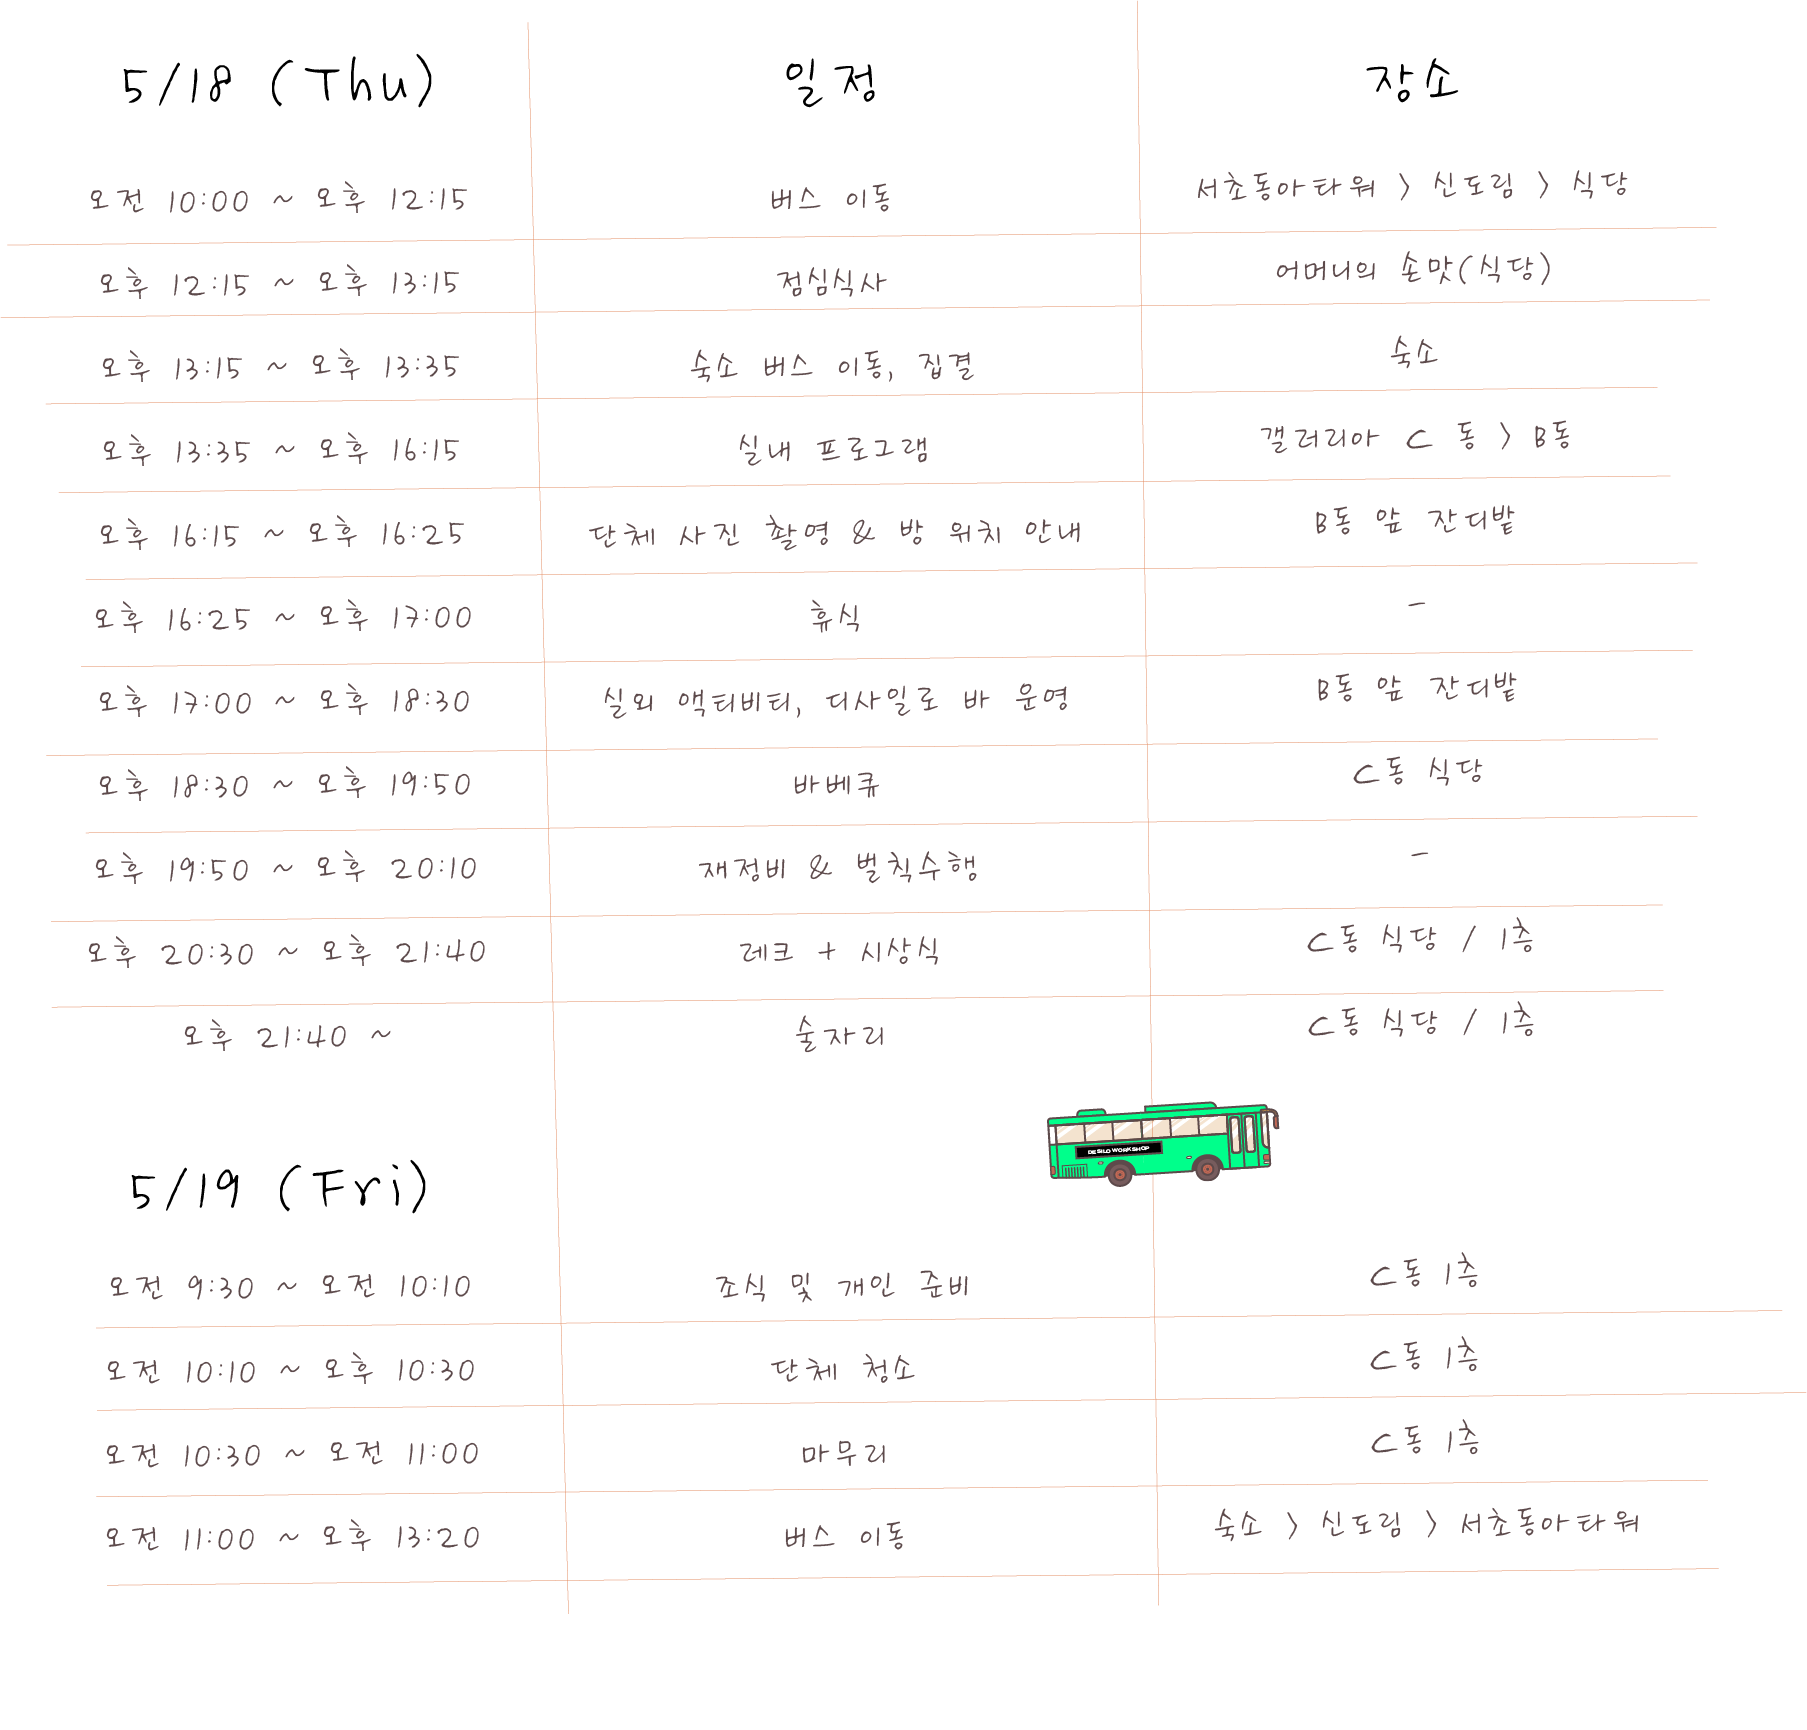 5/18 (Thu) 일정 장소
오전 10:00 ~ 오후 12:15 버스 이동 서초동아타워 > 신도림 > 식당
오후 12:15 ~ 오후 13:15 점심식사 어머니의 손맛(식당)
오후 13:15 ~ 오후 13:35 숙소 버스 이동, 집결 숙소
오후 13:35 ~ 오후 16:15 실내 프로그램 갤러리아 C 동 > B동
오후 16:15 ~ 오후 16:25 단체 사진 촬영 & 방 위치 안내 B동 앞 잔디밭
오후 16:25 ~ 오후 17:00 휴식 -
오후 17:00 ~ 오후 18:30 실외 액티비티, 디사일로 바 운영 B동 앞 잔디밭
오후 18:30 ~ 오후 19:50 바베큐 C동 식당
오후 19:50 ~ 오후 20:10 재정비 & 벌칙수행 -
오후 20:30 ~ 오후 21:40 레크 + 시상식 C동 식당 / 1층
오후 21:40 ~ 술자리 C동 식당 / 1층
DESILO WORKSHOP
5/19 (Fri)
오전 9:30 ~ 오전 10:10 조식 및 개인 준비 C동 1층
오전 10:10 ~ 오후 10:30 단체 청소 C동 1층
오전 10:30 ~ 오전 11:00 마무리 C동 1층
오전 11:00 ~ 오후 13:20 버스 이동 숙소 > 신도림 > 서초동아타워